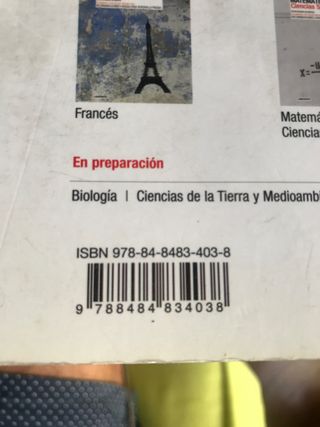 Francés
Matemá
Ciencia
En preparación
Biología | Ciencias de la Tierra y Medioambi
ISBN 978-84-8483-403-8
9 788484 834038